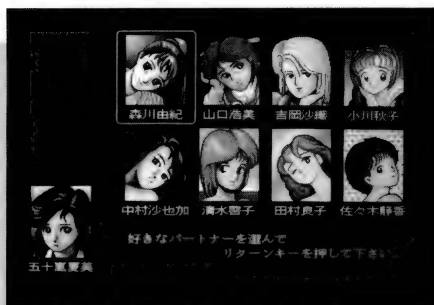 森川由紀 山口浩美 吉岡沙織 小川秋子
中村沙也加 清水啓子 田村良子 佐々木静香
五十嵐夏美
好きなパートナーを選んで
リターンキーを押して下さい。